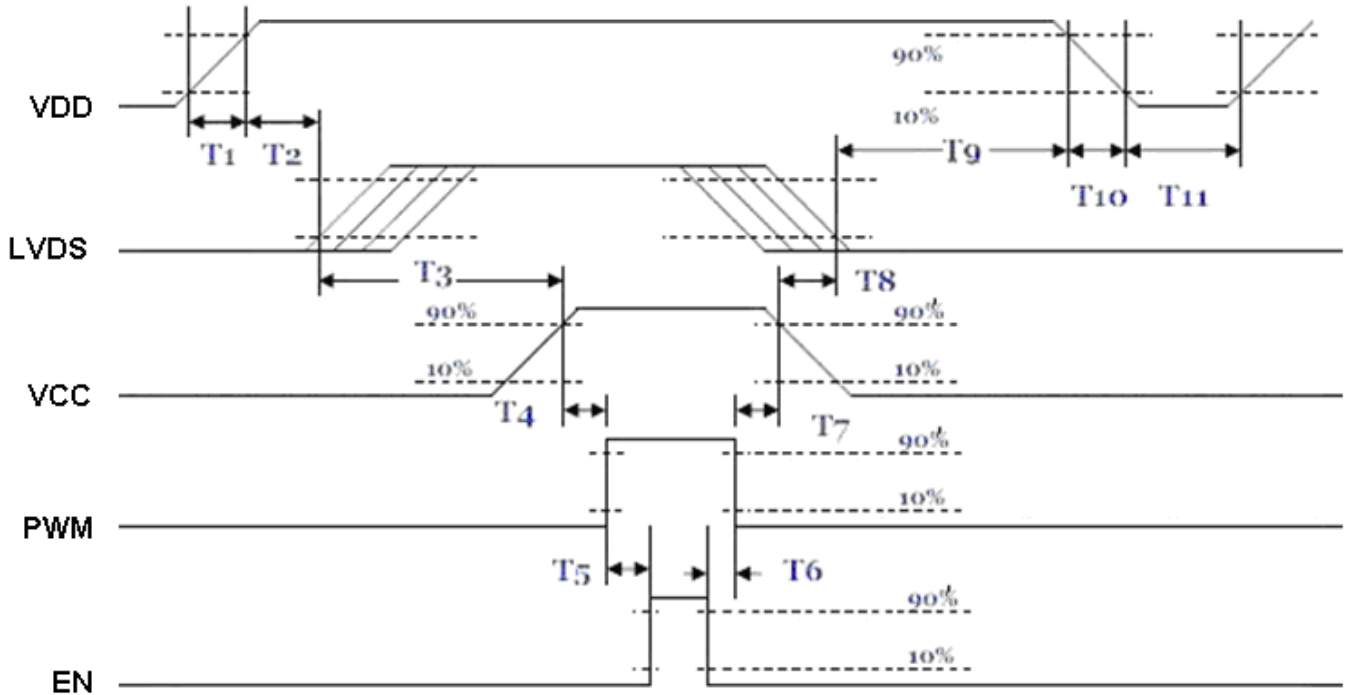 90%
VDD
10%
T1 T2 T9
T10 T11
LVDS
T3 T8
90% 90%
10% 10%
VCC
T4 T7
90%
10%
PWM
T5 T6
90%
10%
EN